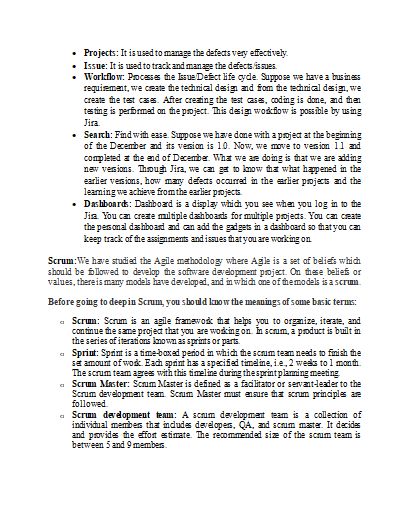 • Projects: It is used to manage the defects very effectively.
• Issue: It is used to track and manage the defects/issues.
• Workflow: Processes the Issue/Defect life cycle. Suppose we have a business
requirement, we create the technical design and from the technical design, we
create the test cases. After creating the test cases, coding is done, and then
testing is performed on the project. This design workflow is possible by using
Jira.
• Search: Find with ease. Suppose we have done with a project at the beginning
of the December and its version is 1.0. Now, we move to version 1.1 and
completed at the end of December. What we are doing is that we are adding
new versions. Through Jira, we can get to know that what happened in the
earlier versions, how many defects occurred in the earlier projects and the
learning we achieve from the earlier projects.
• Dashboards: Dashboard is a display which you see when you log in to the
Jira. You can create multiple dashboards for multiple projects. You can create
the personal dashboard and can add the gadgets in a dashboard so that you can
keep track of the assignments and issues that you are working on.
Scrum:We have studied the Agile methodology where Agile is a set of beliefs which
should be followed to develop the software development project. On these beliefs or
values, there is many models have developed, and in which one of the models is a scrum.
Before going to deep in Scrum, you should know the meanings of some basic terms:
o Scrum: Scrum is an agile framework that helps you to organize, iterate, and
continue the same project that you are working on. In scrum, a product is built in
the series of iterations known as sprints or parts.
o Sprint: Sprint is a time-boxed period in which the scrum team needs to finish the
set amount of work. Each sprint has a specified timeline, i.e., 2 weeks to 1 month.
The scrum team agrees with this timeline during the sprint planning meeting.
o Scrum Master: Scrum Master is defined as a facilitator or servant-leader to the
Scrum development team. Scrum Master must ensure that scrum principles are
followed.
o Scrum development team: A scrum development team is a collection of
individual members that includes developers, QA, and scrum master. It decides
and provides the effort estimate. The recommended size of the scrum team is
between 5 and 9 members.